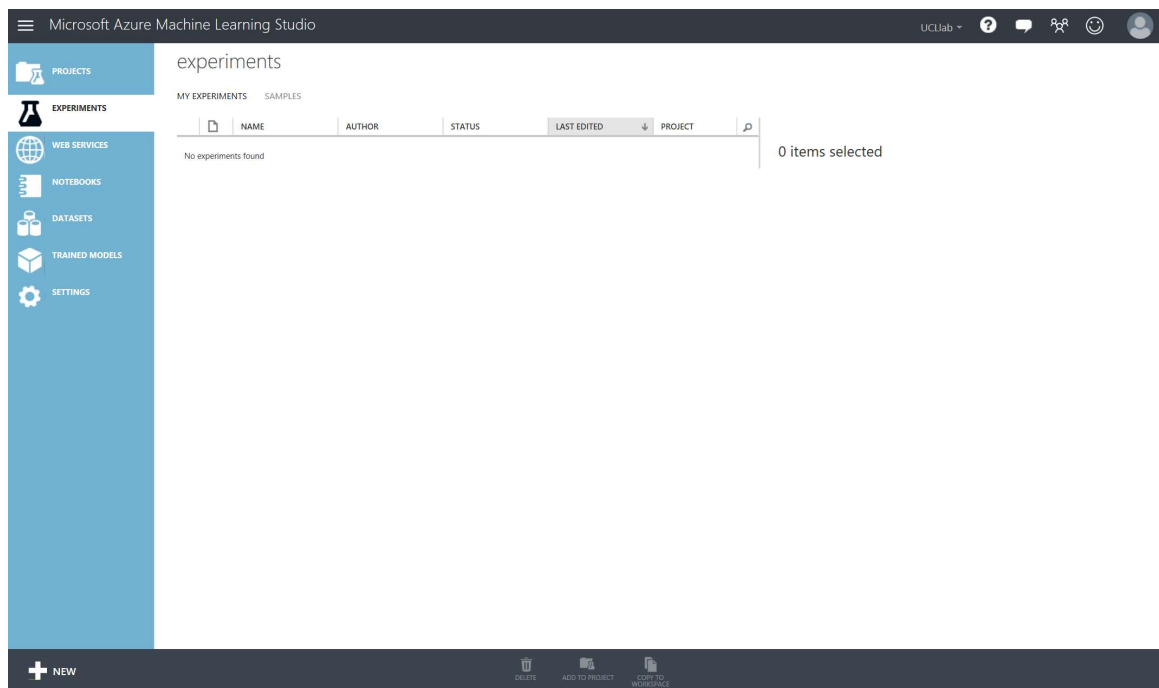 Microsoft Azure Machine Learning Studio
UCIlab
?
PROJECTS
EXPERIMENTS
WEB SERVICES
NOTEBOOKS
DATASETS
TRAINED MODELS
SETTINGS
experiments
MY EXPERIMENTS SAMPLES
NAME AUTHOR STATUS LAST EDITED PROJECT
No experiments found
0 items selected
NEW
DELETE
ADD TO PROJECT
COPY TO
WORKSPACE